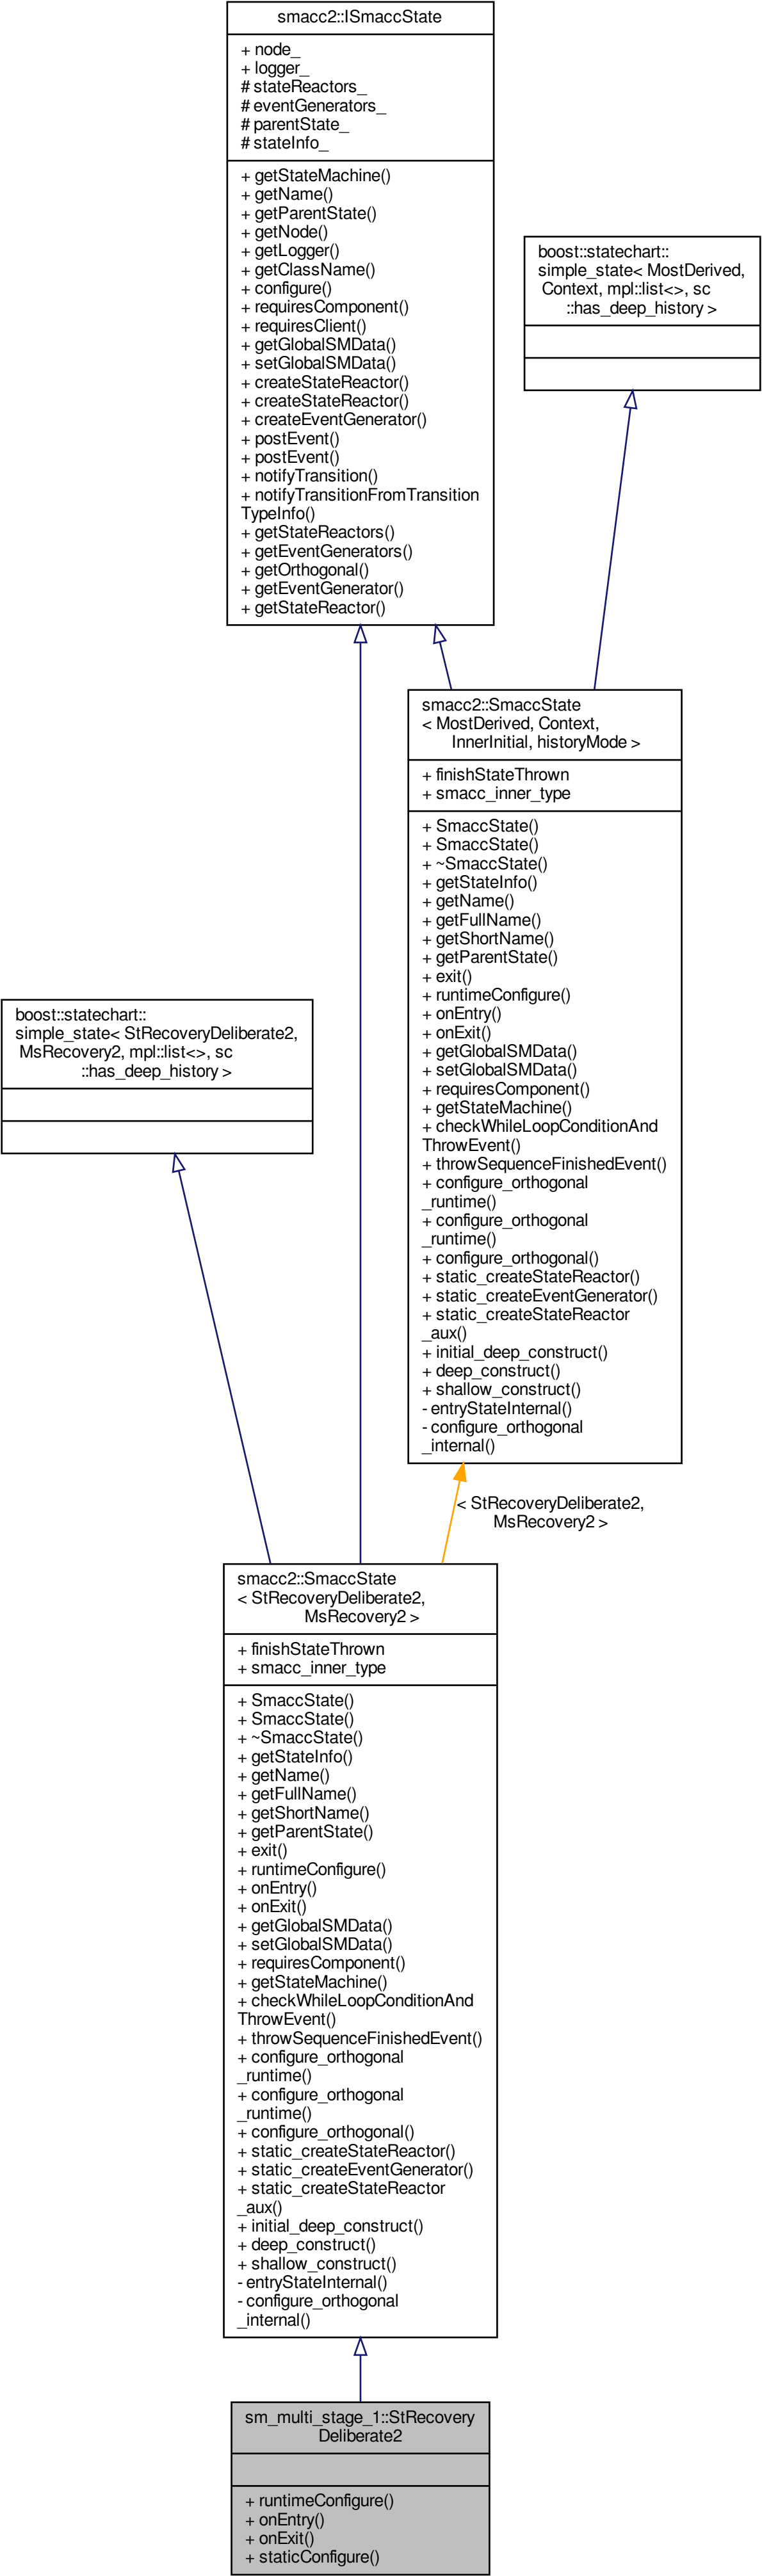 smacc2::ISmaccState
+ node_
+ logger_
# stateReactors_
# eventGenerators_
# parentState_
# stateInfo_
+ getStateMachine()
+ getName()
+ getParentState()
+ getNode()
+ getLogger()
+ getClassName()
+ configure()
+ requiresComponent()
+ requiresClient()
+ getGlobalSMData()
+ setGlobalSMData()
+ createStateReactor()
+ createStateReactor()
+ createEventGenerator()
+ postEvent()
+ postEvent()
+ notifyTransition()
+ notifyTransitionFromTransition
TypeInfo()
+ getStateReactors()
+ getEventGenerators()
+ getOrthogonal()
+ getEventGenerator()
+ getStateReactor()
boost::statechart::
simple_state< MostDerived,
Context, mpl::list<>, sc
::has_deep_history >
smacc2::SmaccState
< MostDerived, Context,
InnerInitial, historyMode >
+ finishStateThrown
+ smacc_inner_type
+ SmaccState()
+ SmaccState()
+ ~SmaccState()
+ getStateInfo()
+ getName()
+ getFullName()
+ getShortName()
+ getParentState()
+ exit()
+ runtimeConfigure()
+ onEntry()
+ onExit()
+ getGlobalSMData()
+ setGlobalSMData()
+ requiresComponent()
+ getStateMachine()
+ checkWhileLoopConditionAnd
ThrowEvent()
+ throwSequenceFinishedEvent()
+ configure_orthogonal
_runtime()
+ configure_orthogonal
_runtime()
+ configure_orthogonal()
+ static_createStateReactor()
+ static_createEventGenerator()
+ static_createStateReactor
_aux()
+ initial_deep_construct()
+ deep_construct()
+ shallow_construct()
- entryStateInternal()
- configure_orthogonal
_internal()
boost::statechart::
simple_state< StRecoveryDeliberate2,
MsRecovery2, mpl::list<>, sc
::has_deep_history >
< StRecoveryDeliberate2,
MsRecovery2 >
smacc2::SmaccState
< StRecoveryDeliberate2,
MsRecovery2 >
+ finishStateThrown
+ smacc_inner_type
+ SmaccState()
+ SmaccState()
+ ~SmaccState()
+ getStateInfo()
+ getName()
+ getFullName()
+ getShortName()
+ getParentState()
+ exit()
+ runtimeConfigure()
+ onEntry()
+ onExit()
+ getGlobalSMData()
+ setGlobalSMData()
+ requiresComponent()
+ getStateMachine()
+ checkWhileLoopConditionAnd
ThrowEvent()
+ throwSequenceFinishedEvent()
+ configure_orthogonal
_runtime()
+ configure_orthogonal
_runtime()
+ configure_orthogonal()
+ static_createStateReactor()
+ static_createEventGenerator()
+ static_createStateReactor
_aux()
+ initial_deep_construct()
+ deep_construct()
+ shallow_construct()
- entryStateInternal()
- configure_orthogonal
_internal()
sm_multi_stage_1::StRecovery
Deliberate2
+ runtimeConfigure()
+ onEntry()
+ onExit()
+ staticConfigure()